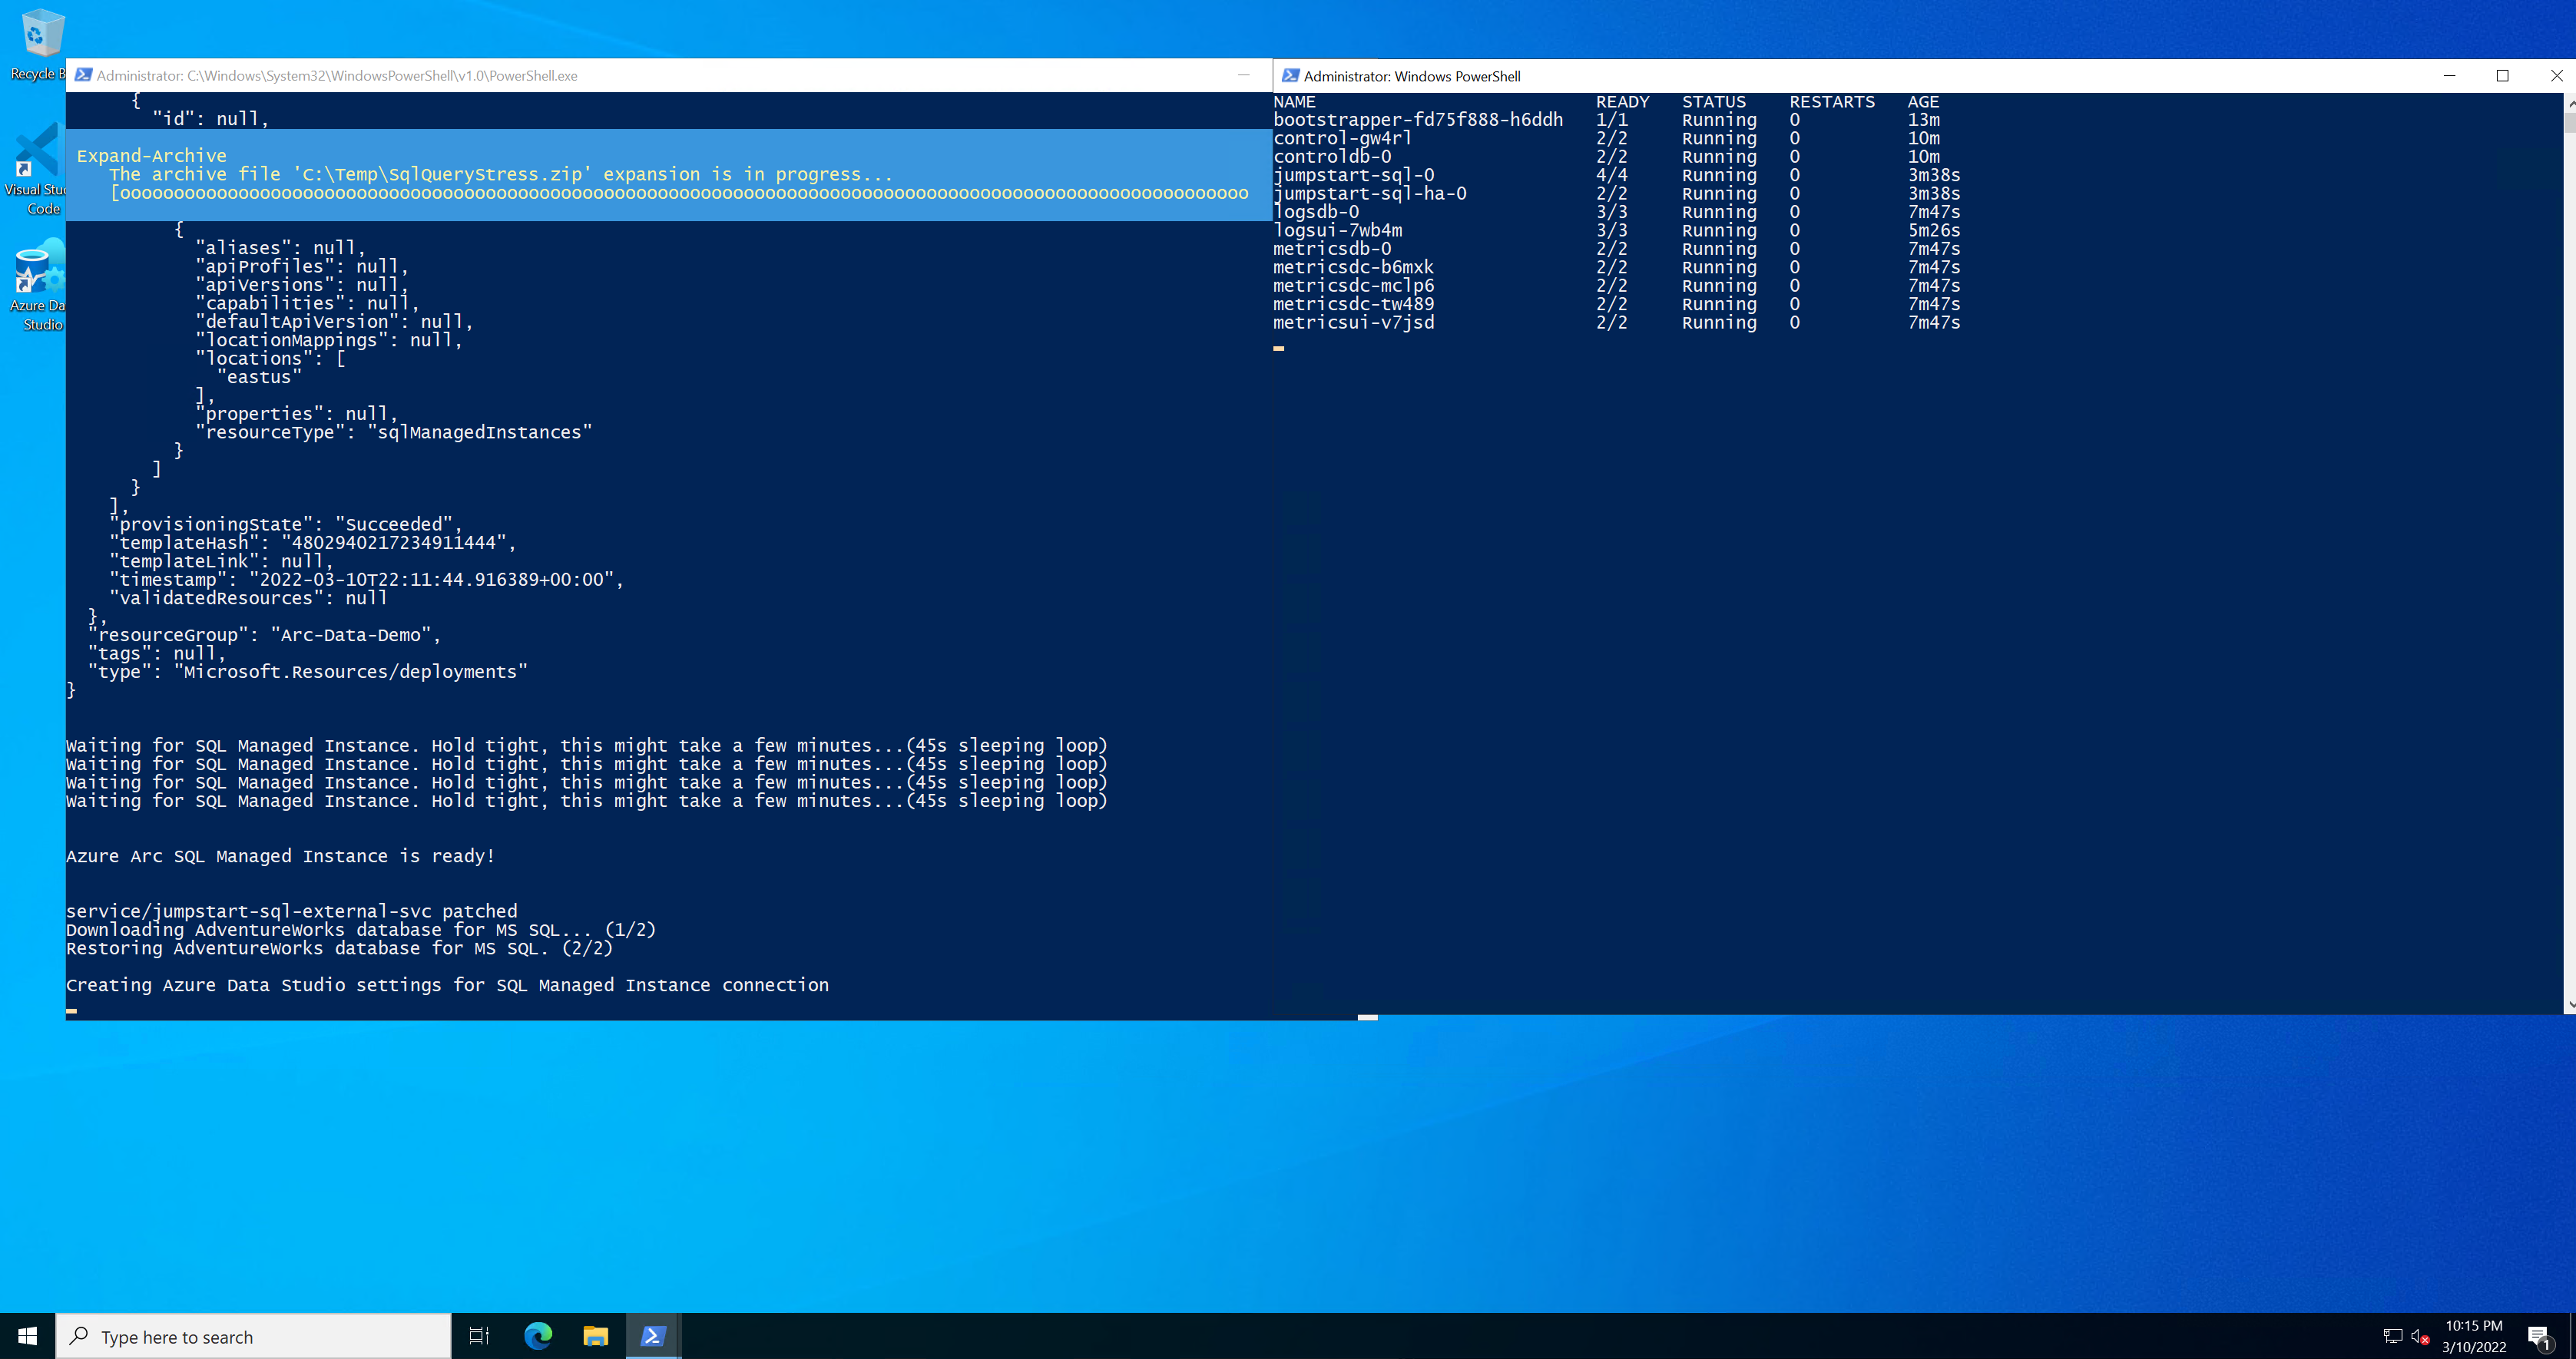 Recycle B
Visual Stud
Code
Azure Da
Studio
Administrator: C:\Windows\System32\WindowsPowerShell\v1.0\PowerShell.exe
{
"id": null,
Expand-Archive
The archive file 'C:\Temp\SqlQueryStress.zip' expansion is in progress...
[ooooooooooooooooooooooooooooooooooooooooooooooooooooooooooooooooooooooooooooooooooooooooooooooooooooooooo
{
"aliases": null,
"apiProfiles": null,
"apiVersions": null,
"capabilities": null,
"defaultApiVersion": null,
"locationMappings": null,
"locations": [
"eastus"
],
"properties": null,
"resourceType": "sqlManagedInstances"
}
]
}
],
"provisioningState": "Succeeded",
"templateHash": "4802940217234911444",
"templateLink": null,
"timestamp": "2022-03-10T22:11:44.916389+00:00",
"validatedResources": null
},
"resourceGroup": "Arc-Data-Demo",
"tags": null,
"type": "Microsoft.Resources/deployments"
}
Waiting for SQL Managed Instance. Hold tight, this might take a few minutes...(45s sleeping loop)
Waiting for SQL Managed Instance. Hold tight, this might take a few minutes...(45s sleeping loop)
Waiting for SQL Managed Instance. Hold tight, this might take a few minutes...(45s sleeping loop)
Waiting for SQL Managed Instance. Hold tight, this might take a few minutes...(45s sleeping loop)
Azure Arc SQL Managed Instance is ready!
service/jumpstart-sql-external-svc patched
Downloading AdventureWorks database for MS SQL... (1/2)
Restoring AdventureWorks database for MS SQL. (2/2)
Creating Azure Data Studio settings for SQL Managed Instance connection
Administrator: Windows PowerShell
NAME READY STATUS RESTARTS AGE
bootstrapper-fd75f888-h6ddh 1/1 Running 0 13m
control-gw4rl 2/2 Running 0 10m
controldb-0 2/2 Running 0 10m
jumpstart-sql-0 4/4 Running 0 3m38s
jumpstart-sql-ha-0 2/2 Running 0 3m38s
logsdb-0 3/3 Running 0 7m47s
logsui-7wb4m 3/3 Running 0 5m26s
metricsdb-0 2/2 Running 0 7m47s
metricsdc-b6mxk 2/2 Running 0 7m47s
metricsdc-mclp6 2/2 Running 0 7m47s
metricsdc-tw489 2/2 Running 0 7m47s
metricsui-v7jsd 2/2 Running 0 7m47s
Type here to search
10:15 PM
3/10/2022
1